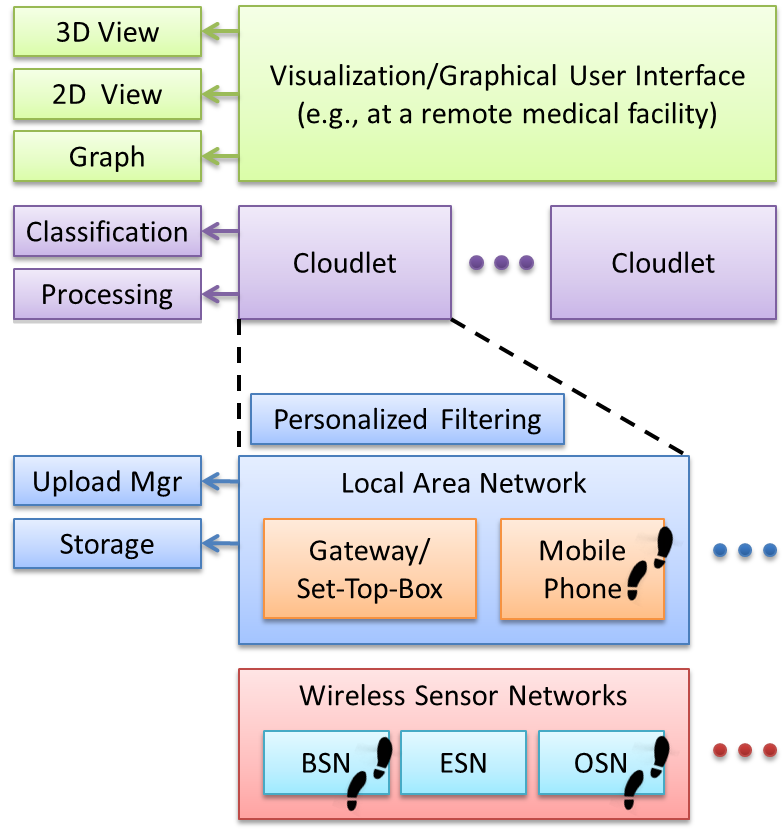 3D View
2D View
Graph
Visualization/Graphical User Interface
(e.g., at a remote medical facility)
Classification
Processing
Cloudlet
Cloudlet
Personalized Filtering
Upload Mgr
Storage
Local Area Network
Gateway/
Set-Top-Box
Mobile
Phone
Wireless Sensor Networks
BSN
ESN
OSN